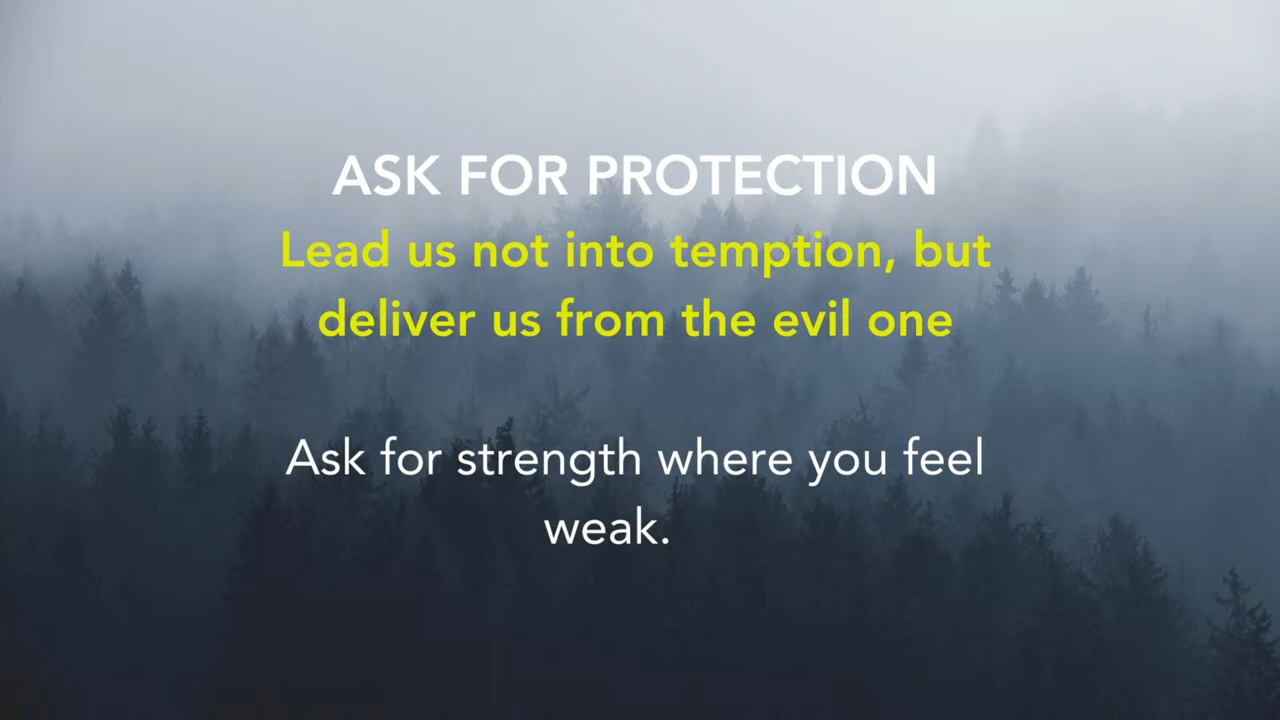 ASK FOR PROTECTION
Lead us not into temption, but
deliver us from the evil one
Ask for strength where you feel
weak.